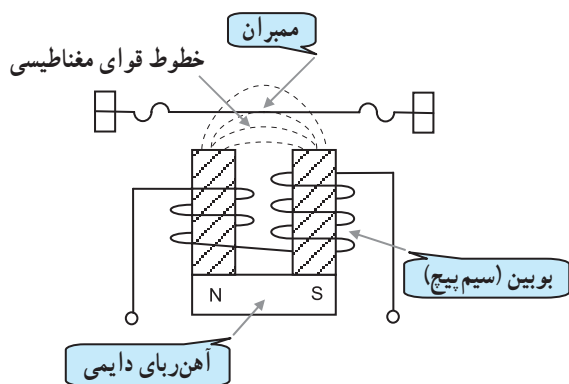 ممبران
خطوط قوای مغناطیسی
N
S
بوبین (سیم پیچ)
آهن‌ربای دایمی